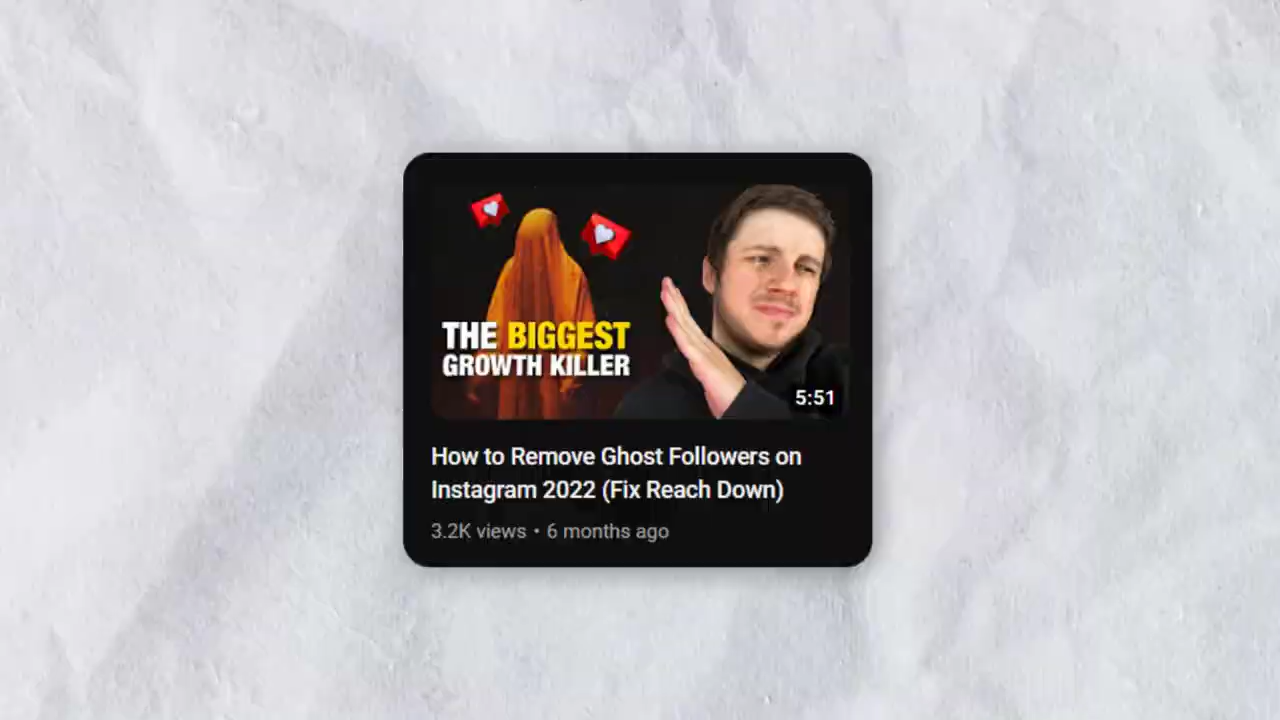 THE BIGGEST
GROWTH KILLER
5:51
How to Remove Ghost Followers on
Instagram 2022 (Fix Reach Down)
3.2K views • 6 months ago